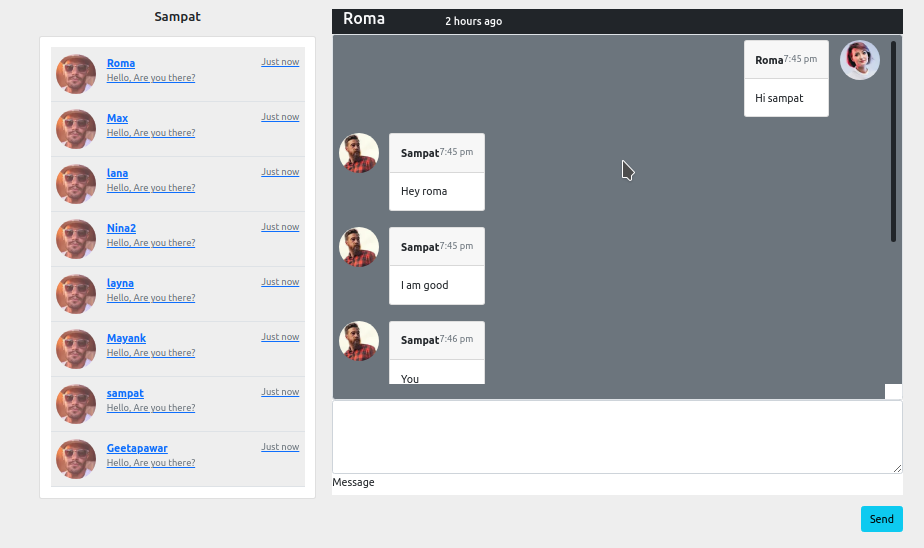 Sampat
Roma Just now
Hello, Are you there?
Max Just now
Hello, Are you there?
lana Just now
Hello, Are you there?
Nina2 Just now
Hello, Are you there?
layna Just now
Hello, Are you there?
Mayank Just now
Hello, Are you there?
sampat Just now
Hello, Are you there?
Geetapawar Just now
Hello, Are you there?
Roma 2 hours ago
Roma7:45 pm
Hi sampat
Sampat7:45 pm
Hey roma
Sampat7:45 pm
I am good
Sampat7:46 pm
You
Message
Send